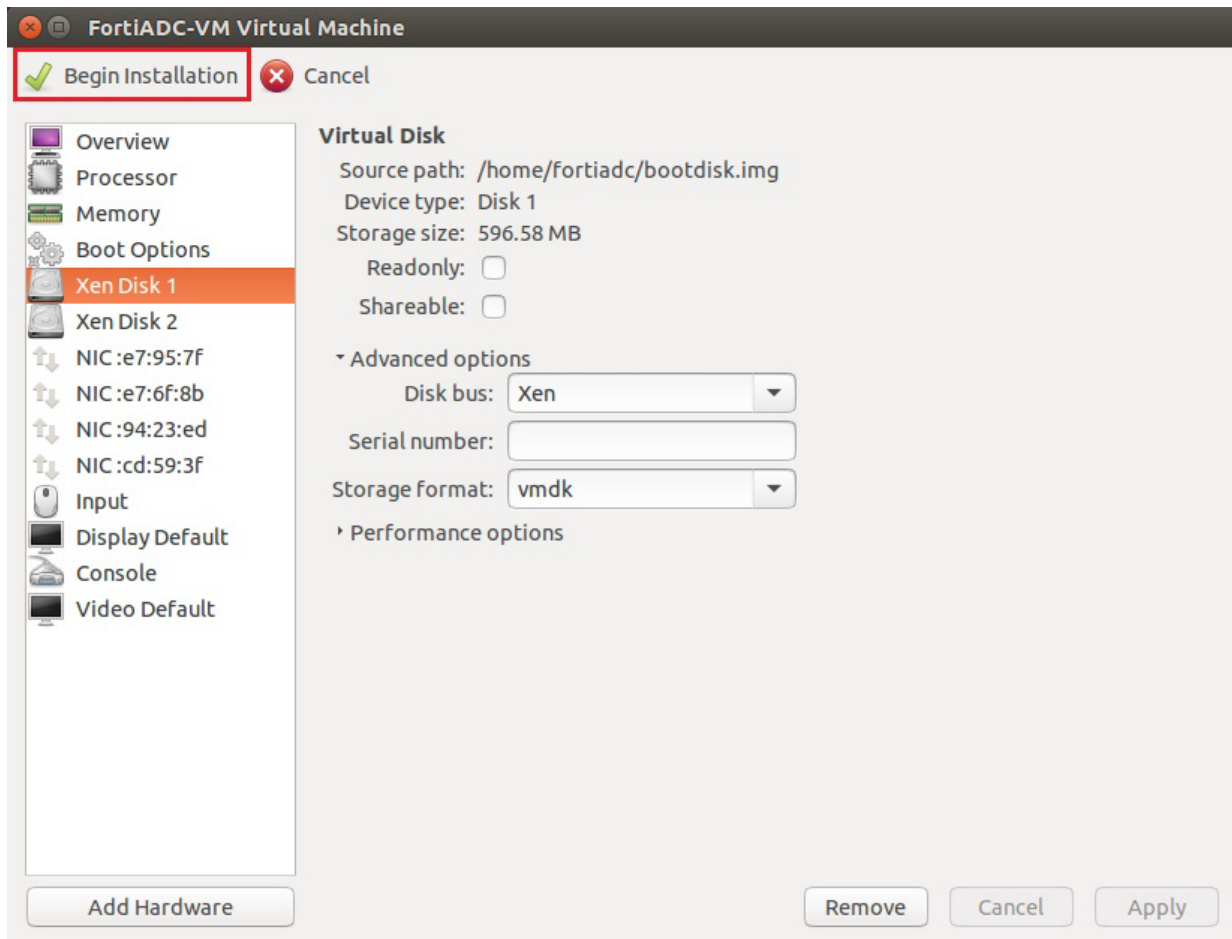 FortiADC-VM Virtual Machine
Begin Installation Cancel
Overview
Processor
Memory
Boot Options
Xen Disk 1
Xen Disk 2
NIC :e7:95:7f
NIC :e7:6f:8b
NIC :94:23:ed
NIC :cd:59:3f
Input
Display Default
Console
Video Default
Add Hardware
Virtual Disk
Source path: /home/fortiadc/bootdisk.img
Device type: Disk 1
Storage size: 596.58 MB
Readonly:
Shareable:
Advanced options
Disk bus: Xen
Serial number:
Storage format: vmdk
Performance options
Remove Cancel Apply